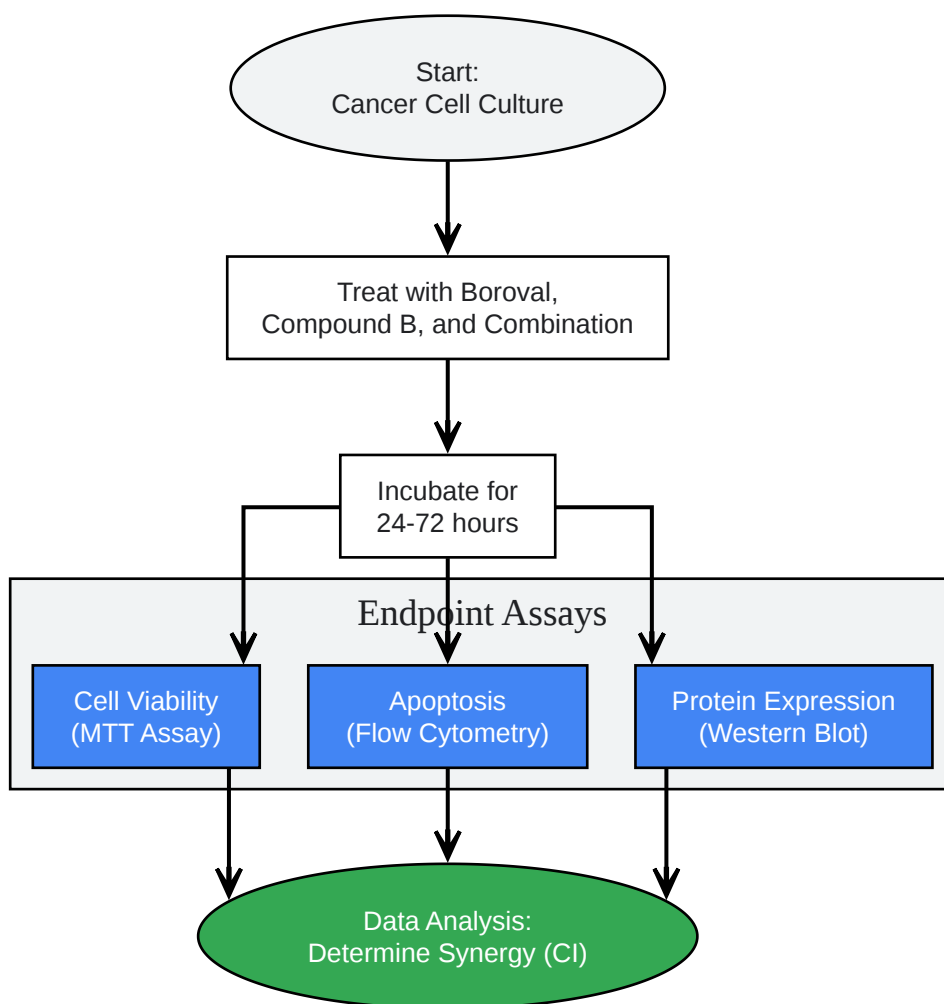 Start:
Cancer Cell Culture
Treat with Boroval,
Compound B, and Combination
Incubate for
24-72 hours
Endpoint Assays
Cell Viability
(MTT Assay)
Apoptosis
(Flow Cytometry)
Protein Expression
(Western Blot)
Data Analysis:
Determine Synergy (CI)